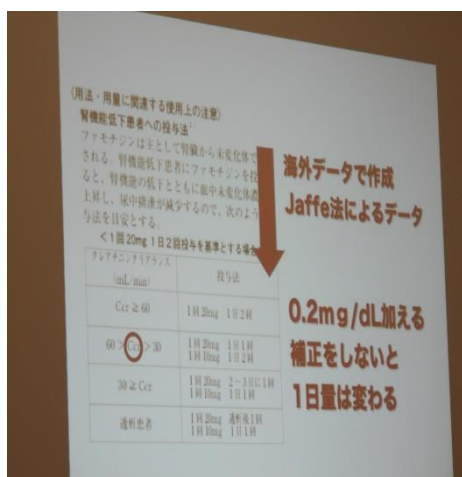 (用法・用量に関連する使用上の注意)
腎機能低下患者への投与法1)
ファモチジンは主として腎臓から未変化体で
される。腎機能低下患者にファモチジンを投
ると、腎機能の低下とともに血中未変化体濃
上昇し、尿中排泄が減少するので、次のよう
与法を目安とする。
<1回20mg 1日2回投与を基準とする場合
クレアチニンクリアランス
(mL/min)
投与法
Ccr ≧ 60
1回20mg 1日2回
60 > Ccr > 30
1回20mg 1日1回
1回10mg 1日2回
30 ≧ Ccr
1回20mg 2~3日に1回
1回10mg 1日1回
透析患者
1回20mg 透析後1回
1回10mg 1日1回
海外データで作成
Jaffe法によるデータ
0.2mg/dL加える
補正をしないと
1日量は変わる